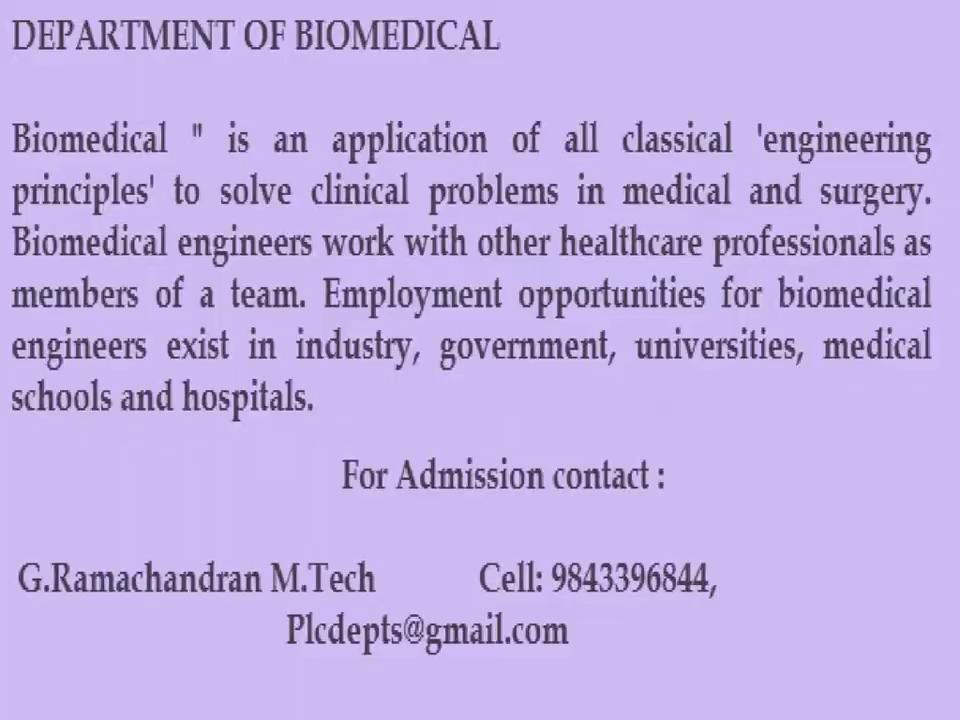 DEPARTMENT OF BIOMEDICAL
Biomedical " is an application of all classical 'engineering
principles' to solve clinical problems in medical and surgery.
Biomedical engineers work with other healthcare professionals as
members of a team. Employment opportunities for biomedical
engineers exist in industry, government, universities, medical
schools and hospitals.
For Admission contact :
G.Ramachandran M.Tech Cell: 9843396844,
Plcdepts@gmail.com